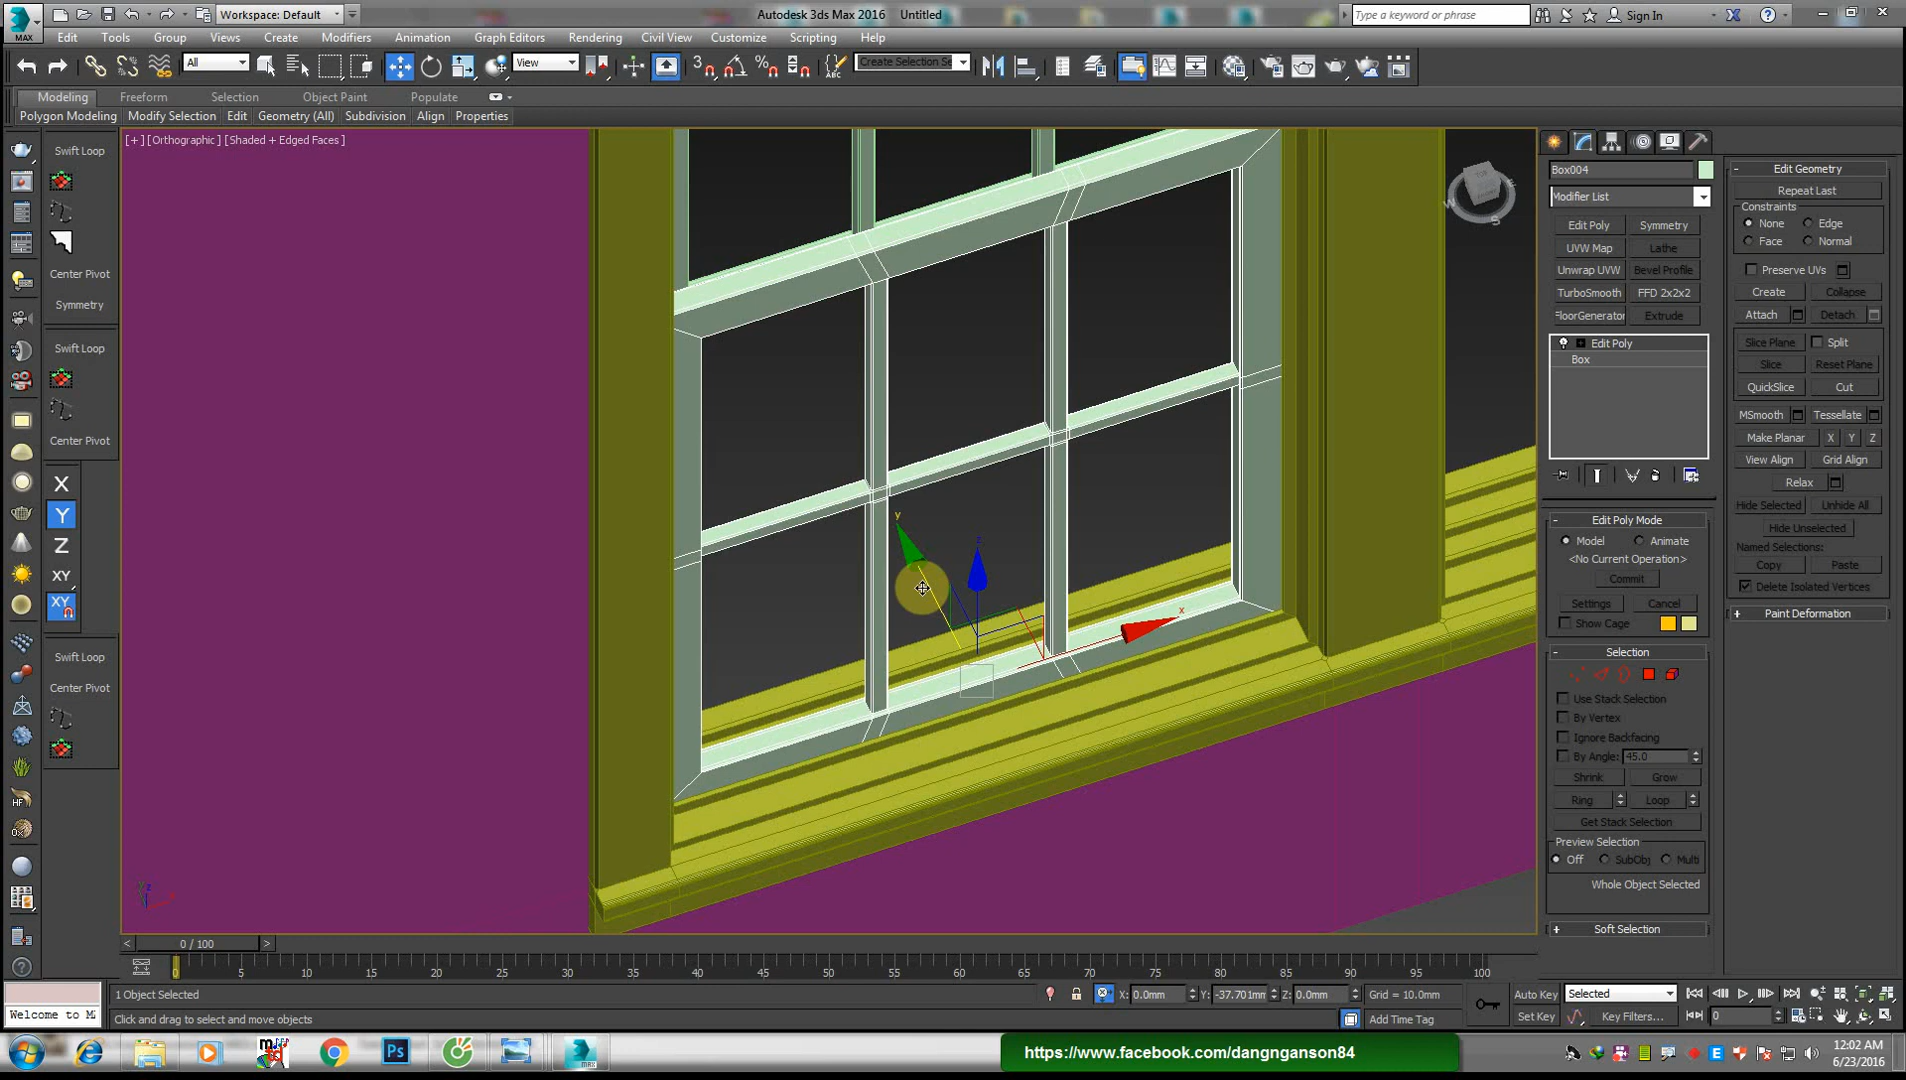 Workspace: Default
Autodesk 3ds Max 2016 Untitled
Type a keyword or phrase
Sign In
MAX
Edit Tools Group Views Create Modifiers Animation Graph Editors Rendering Civil View Customize Scripting Help
All
View
Create Selection Se
Modeling Freeform Selection Object Paint Populate
Polygon Modeling Modify Selection Edit Geometry (All) Subdivision Align Properties
[+] [Orthographic] [Shaded + Edged Faces]
Swift Loop
Center Pivot
Symmetry
Swift Loop
Center Pivot
X
Y
Z
XY
XY
Swift Loop
Center Pivot
y
z
x
Box004
Modifier List
Edit Poly Symmetry
UVW Map Lathe
Unwrap UVW Bevel Profile
TurboSmooth FFD 2x2x2
FloorGenerator Extrude
Edit Poly
Box
Edit Poly Mode
Model Animate
<No Current Operation>
Commit
Settings Cancel
Show Cage
Selection
Use Stack Selection
By Vertex
Ignore Backfacing
By Angle: 45.0
Shrink Grow
Ring Loop
Get Stack Selection
Preview Selection
Off SubObj Multi
Whole Object Selected
Soft Selection
Edit Geometry
Repeat Last
Constraints
None Edge
Face Normal
Preserve UVs
Create Collapse
Attach Detach
Slice Plane Split
Slice Reset Plane
QuickSlice Cut
MSmooth Tessellate
Make Planar X Y Z
View Align Grid Align
Relax
Hide Selected Unhide All
Hide Unselected
Named Selections:
Copy Paste
Delete Isolated Vertices
Paint Deformation
0 / 100
0 5 10 15 20 25 30 35 40 45 50 55 60 65 70 75 80 85 90 95 100
1 Object Selected
X: 0.0mm Y: -37.701mm Z: 0.0mm Grid = 10.0mm
Auto Key Selected
Welcome to M
Click and drag to select and move objects
Add Time Tag
Set Key Key Filters... 0
https://www.facebook.com/dangnganson84
12:02 AM
6/23/2016